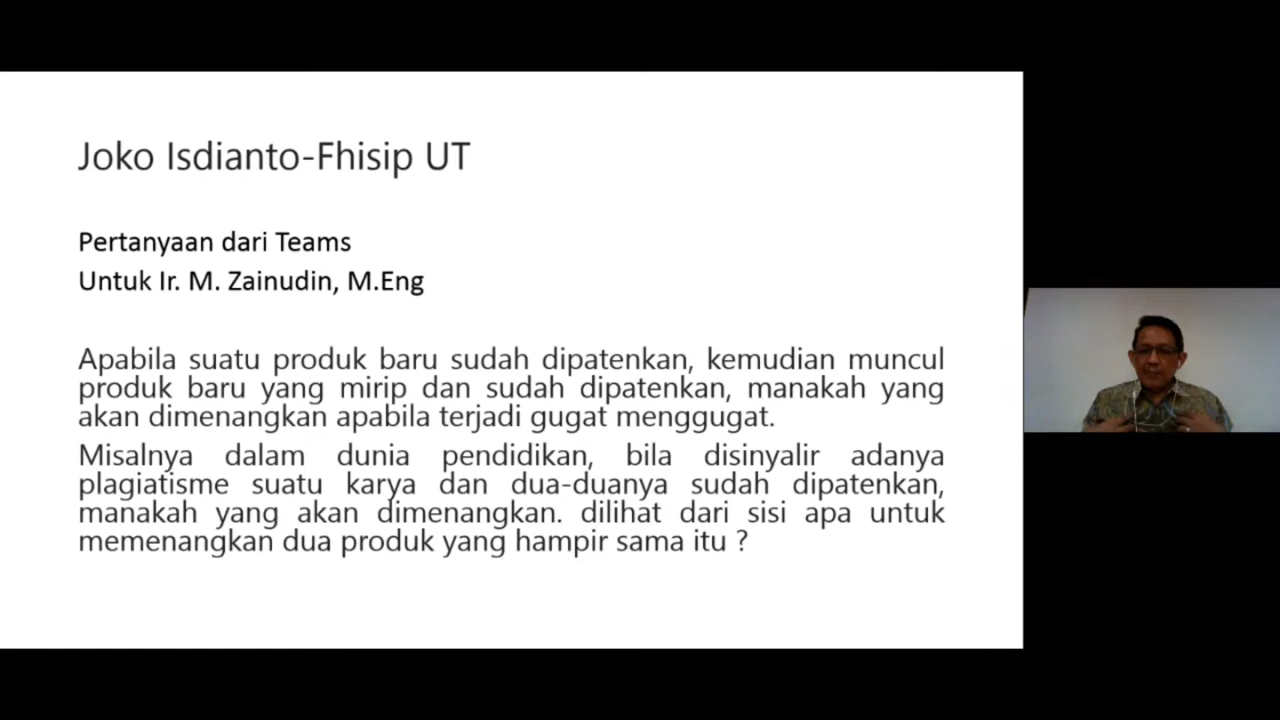 Joko Isdianto-Fhisip UT
Pertanyaan dari Teams
Untuk Ir. M. Zainudin, M.Eng
Apabila suatu produk baru sudah dipatenkan, kemudian muncul
produk baru yang mirip dan sudah dipatenkan, manakah yang
akan dimenangkan apabila terjadi gugat menggugat.
Misalnya dalam dunia pendidikan, bila disinyalir adanya
plagiatisme suatu karya dan dua-duanya sudah dipatenkan,
manakah yang akan dimenangkan. dilihat dari sisi apa untuk
memenangkan dua produk yang hampir sama itu ?